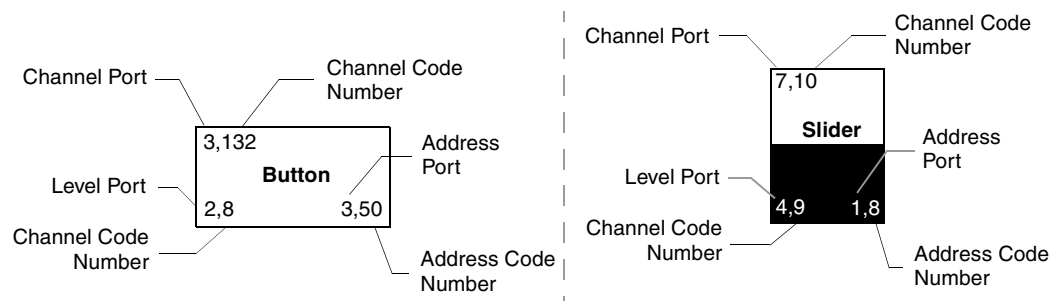 Channel Port
Channel Code
Number
3,132
Button
Address
Port
Level Port
2,8
3,50
Channel Code
Number
Address Code
Number
Channel Port
Channel Code
Number
7,10
Slider
Address
Port
Level Port
4,9
1,8
Channel Code
Number
Address Code
Number